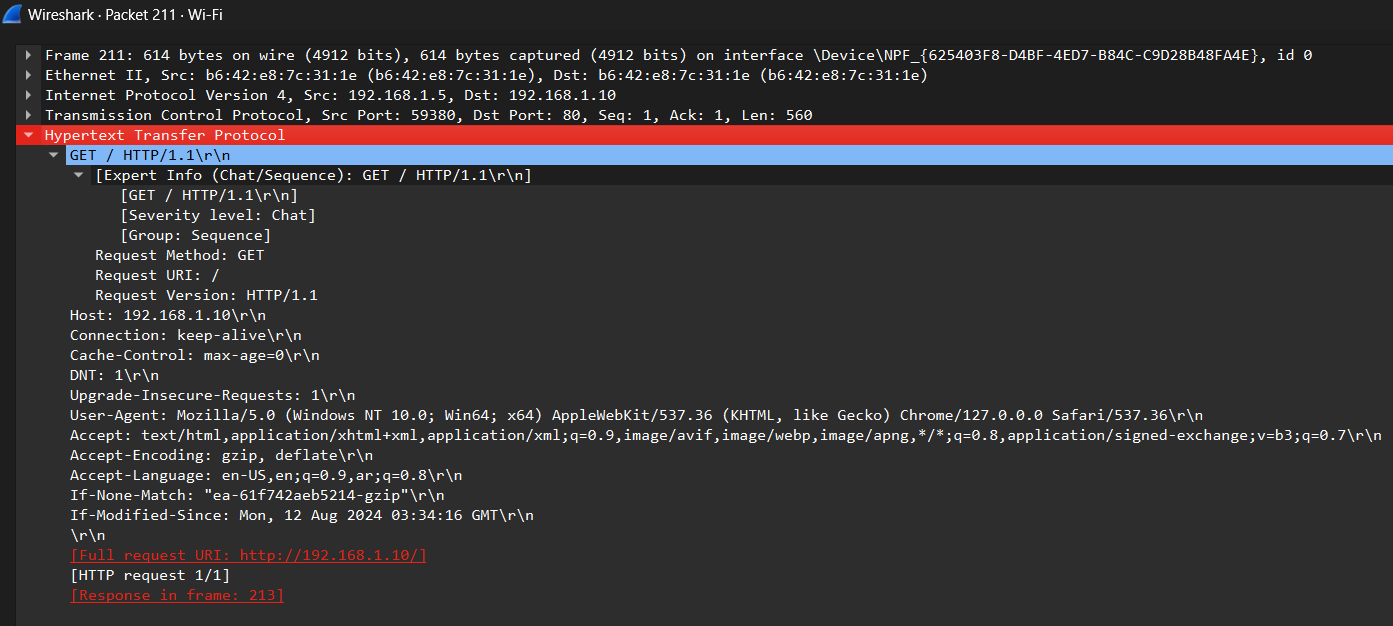 Wireshark · Packet 211 · Wi-Fi
Frame 211: 614 bytes on wire (4912 bits), 614 bytes captured (4912 bits) on interface \Device\NPF_{625403F8-D4BF-4ED7-B84C-C9D28B48FA4E}, id 0
Ethernet II, Src: b6:42:e8:7c:31:1e (b6:42:e8:7c:31:1e), Dst: b6:42:e8:7c:31:1e (b6:42:e8:7c:31:1e)
Internet Protocol Version 4, Src: 192.168.1.5, Dst: 192.168.1.10
Transmission Control Protocol, Src Port: 59380, Dst Port: 80, Seq: 1, Ack: 1, Len: 560
Hypertext Transfer Protocol
GET / HTTP/1.1\r\n
[Expert Info (Chat/Sequence): GET / HTTP/1.1\r\n]
[GET / HTTP/1.1\r\n]
[Severity level: Chat]
[Group: Sequence]
Request Method: GET
Request URI: /
Request Version: HTTP/1.1
Host: 192.168.1.10\r\n
Connection: keep-alive\r\n
Cache-Control: max-age=0\r\n
DNT: 1\r\n
Upgrade-Insecure-Requests: 1\r\n
User-Agent: Mozilla/5.0 (Windows NT 10.0; Win64; x64) AppleWebKit/537.36 (KHTML, like Gecko) Chrome/127.0.0.0 Safari/537.36\r\n
Accept: text/html,application/xhtml+xml,application/xml;q=0.9,image/avif,image/webp,image/apng,*/*;q=0.8,application/signed-exchange;v=b3;q=0.7\r\n
Accept-Encoding: gzip, deflate\r\n
Accept-Language: en-US,en;q=0.9,ar;q=0.8\r\n
If-None-Match: "ea-61f742aeb5214-gzip"\r\n
If-Modified-Since: Mon, 12 Aug 2024 03:34:16 GMT\r\n
\r\n
[Full request URI: http://192.168.1.10/]
[HTTP request 1/1]
[Response in frame: 213]